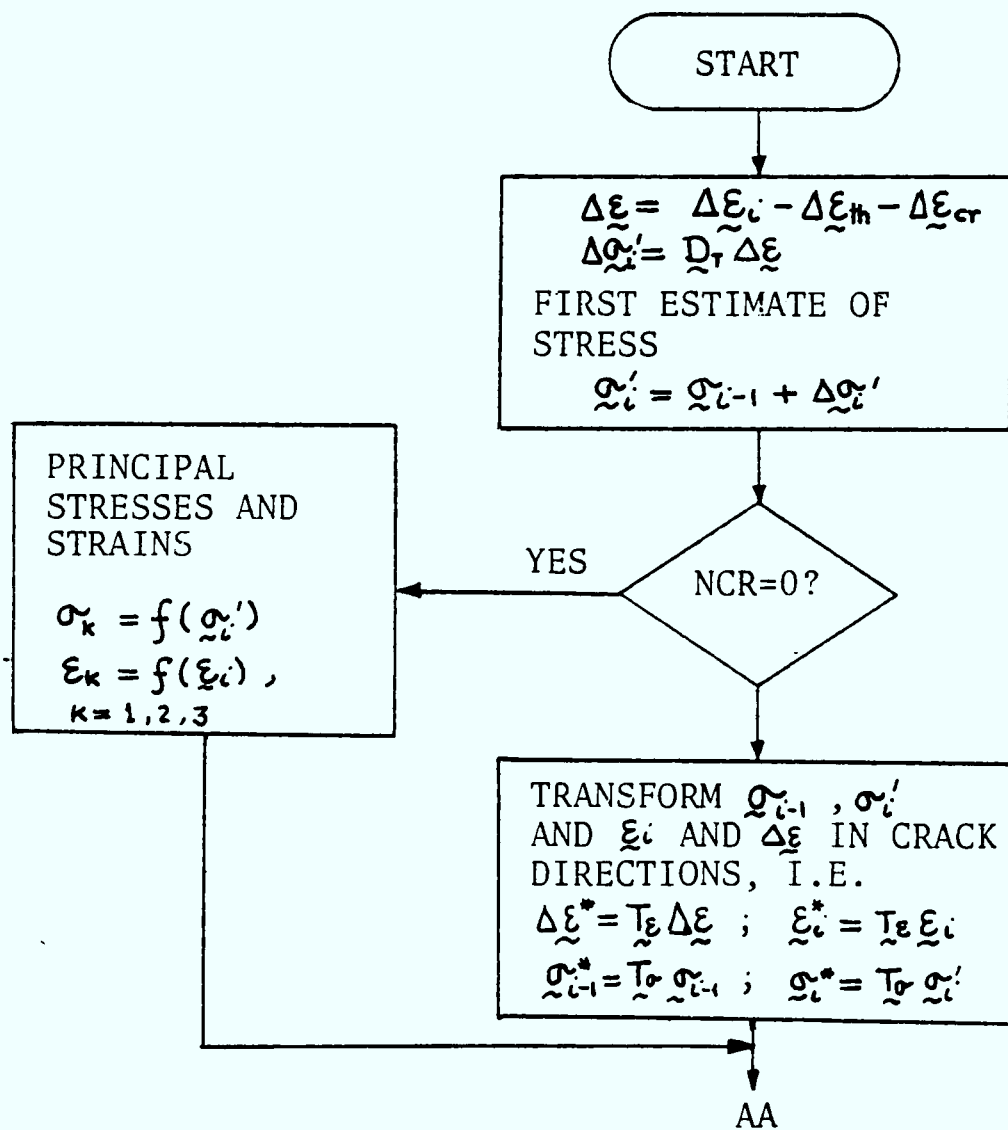 START
Δε = Δεi - Δεth - Δεcr
Δσi' = DT Δε
FIRST ESTIMATE OF
STRESS
σi' = σi-1 + Δσi'
NCR=0?
YES
PRINCIPAL
STRESSES AND
STRAINS
σk = f(σi')
εk = f(εi) ,
k = 1,2,3
TRANSFORM σi-1 , σi'
AND εi AND Δε IN CRACK
DIRECTIONS, I.E.
Δε* = Tε Δε ; εi* = Tε εi
σi-1* = Tσ σi-1 ; σi* = Tσ σi'
AA